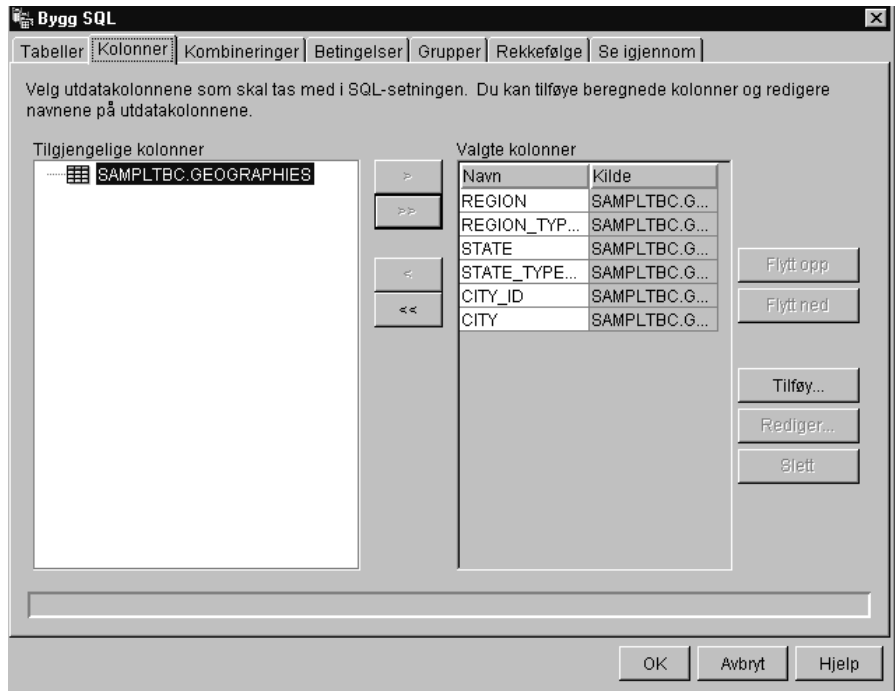 Bygg SQL
Tabeller Kolonner Kombineringer Betingelser Grupper Rekkefølge Se igjennom
Velg utdatakolonnene som skal tas med i SQL-setningen. Du kan tilføye beregnede kolonner og redigere
navnene på utdatakolonnene.
Tilgjengelige kolonner
SAMPLTBC.GEOGRAPHIES
>
>>
<
<<
Valgte kolonner
Navn Kilde
REGION SAMPLTBC.G...
REGION_TYP... SAMPLTBC.G...
STATE SAMPLTBC.G...
STATE_TYPE... SAMPLTBC.G...
CITY_ID SAMPLTBC.G...
CITY SAMPLTBC.G...
Flytt opp
Flytt ned
Tilføy...
Rediger...
Slett
OK Avbryt Hjelp